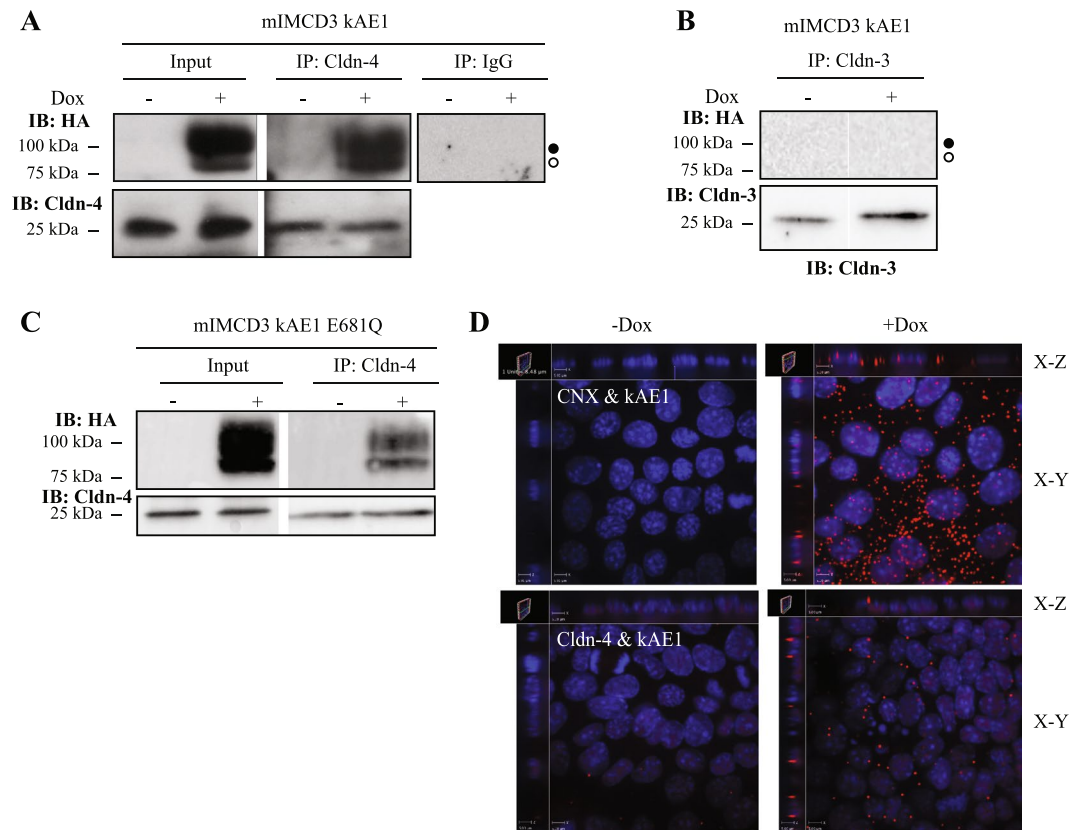 A
mIMCD3 kAE1
Input IP: Cldn-4 IP: IgG
Dox - + - + - +
IB: HA
100 kDa –
75 kDa –
IB: Cldn-4
25 kDa –
B
mIMCD3 kAE1
IP: Cldn-3
Dox - +
IB: HA
100 kDa –
75 kDa –
IB: Cldn-3
25 kDa –
IB: Cldn-3
C
mIMCD3 kAE1 E681Q
Input IP: Cldn-4
- + - +
IB: HA
100 kDa –
75 kDa –
IB: Cldn-4
25 kDa –
D
-Dox +Dox
X-Z
CNX & kAE1
X-Y
X-Z
Cldn-4 & kAE1
X-Y